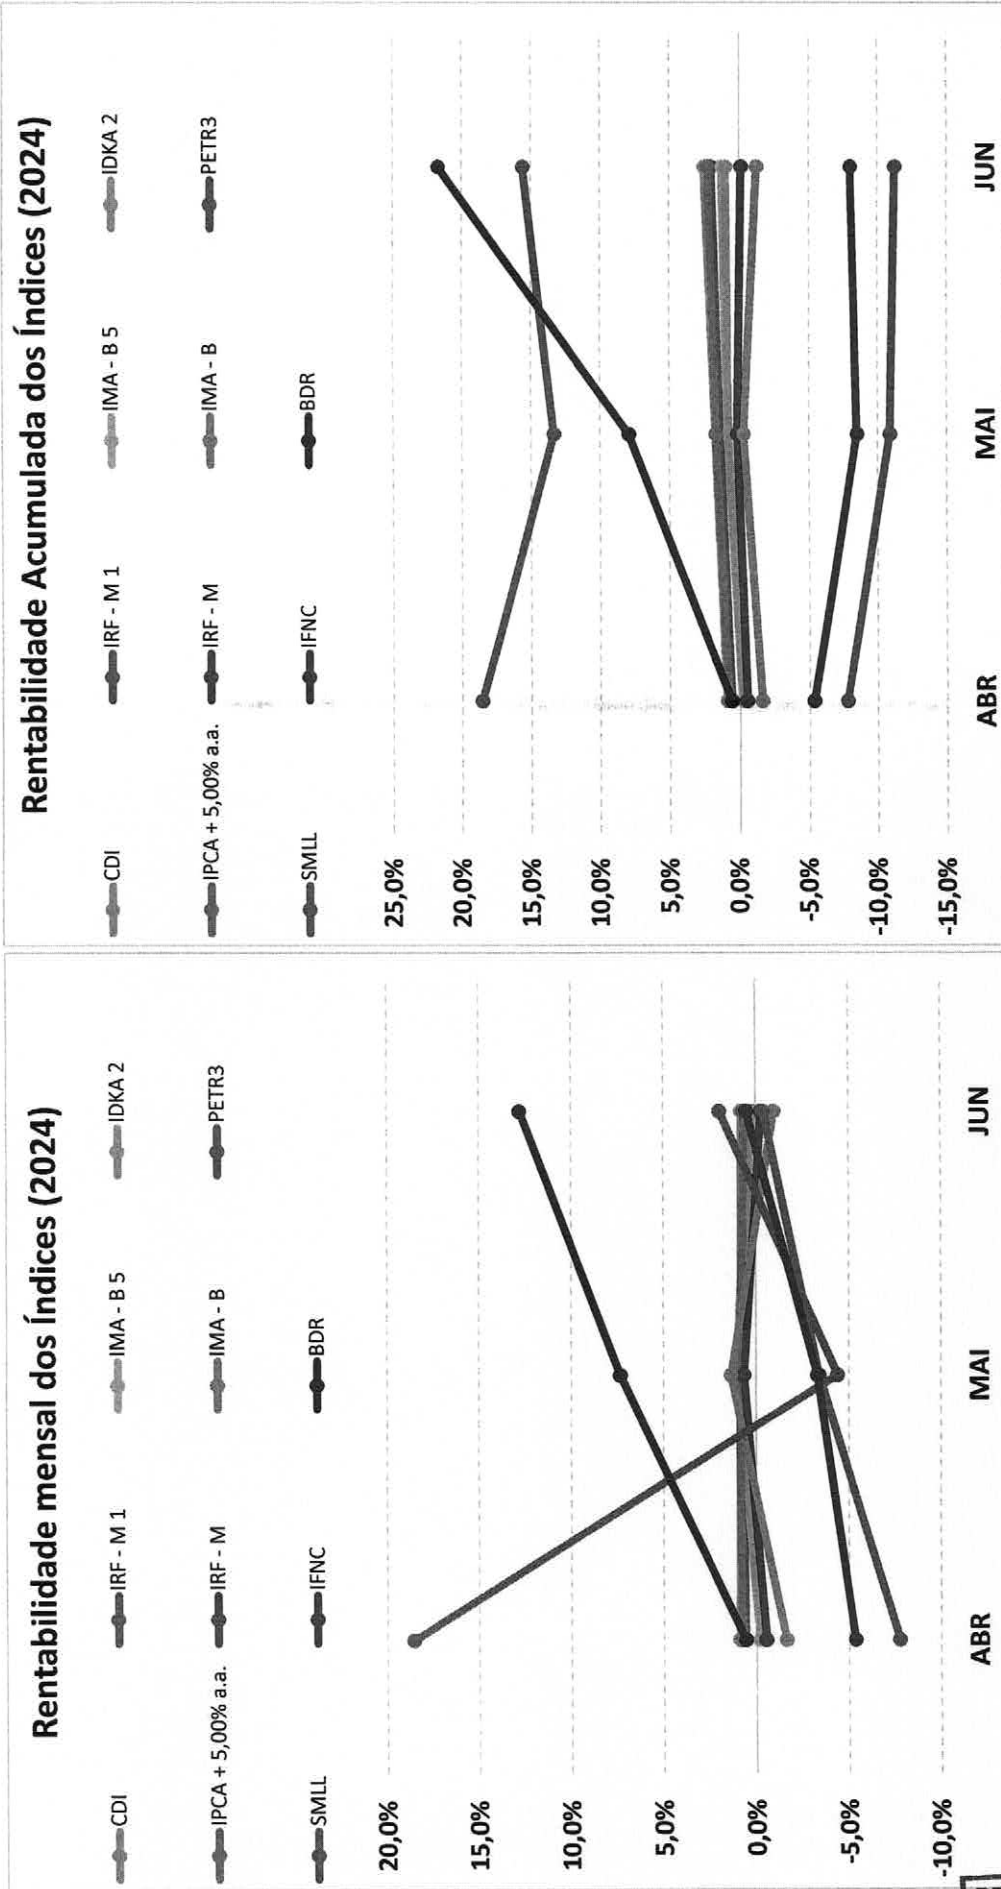 Rentabilidade mensal dos Índices (2024)
CDI IRF - M 1 IMA - B 5 IDKA 2
IPCA + 5,00% a.a. IRF - M IMA - B PETR3
SMLL IFNC BDR
20,0%
15,0%
10,0%
5,0%
0,0%
-5,0%
-10,0%
ABR MAI JUN
Rentabilidade Acumulada dos Índices (2024)
CDI IRF - M 1 IMA - B 5 IDKA 2
IPCA + 5,00% a.a. IRF - M IMA - B PETR3
SMLL IFNC BDR
25,0%
20,0%
15,0%
10,0%
5,0%
0,0%
-5,0%
-10,0%
-15,0%
ABR MAI JUN